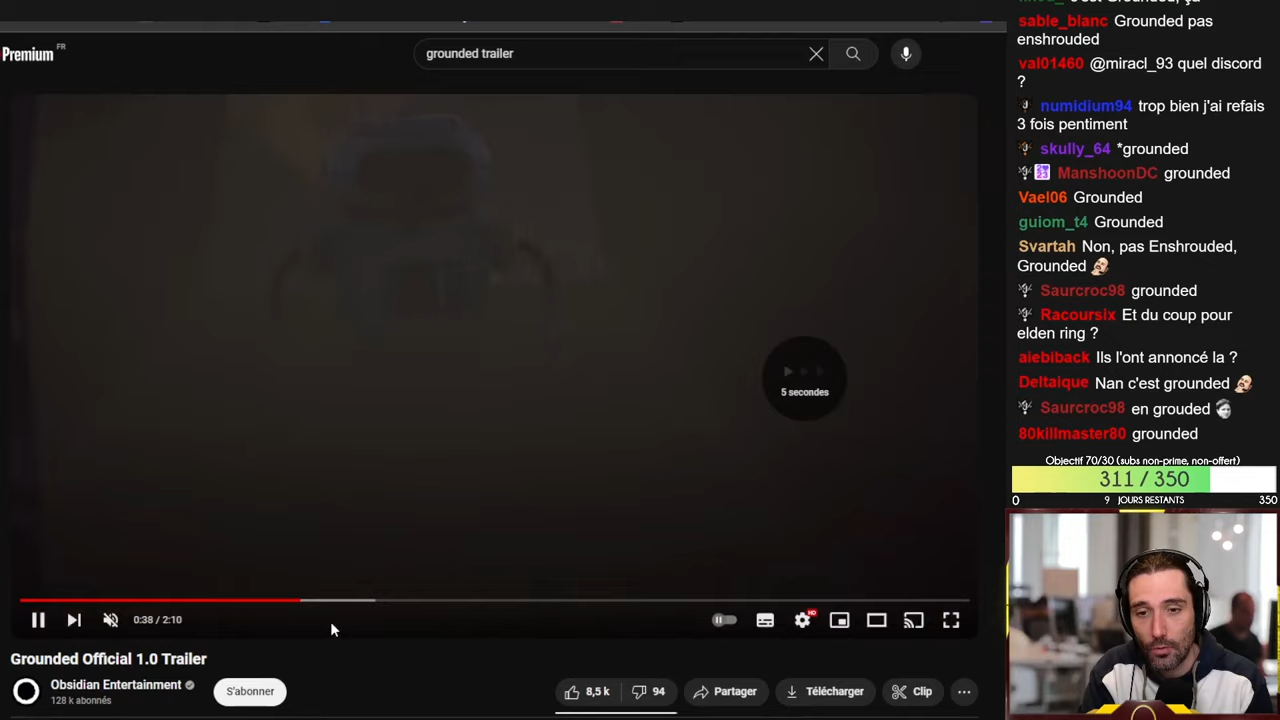 Premium FR
grounded trailer
5 secondes
0:38 / 2:10
HD
Grounded Official 1.0 Trailer
Obsidian Entertainment
128 k abonnés
S'abonner
8,5 k
94
Partager
Télécharger
Clip
sable_blanc Grounded pas
enshrouded
val01460 @miracl_93 quel discord
?
numidium94 trop bien j'ai refais
3 fois pentiment
skully_64 *grounded
ManshoonDC grounded
Vael06 Grounded
guiom_t4 Grounded
Svartah Non, pas Enshrouded,
Grounded
Saurcroc98 grounded
Racoursix Et du coup pour
elden ring ?
aiebiback Ils l'ont annoncé la ?
Deltaique Nan c'est grounded
Saurcroc98 en grouded
80killmaster80 grounded
Objectif 70/30 (subs non-prime, non-offert)
311 / 350
0 9 JOURS RESTANTS 350